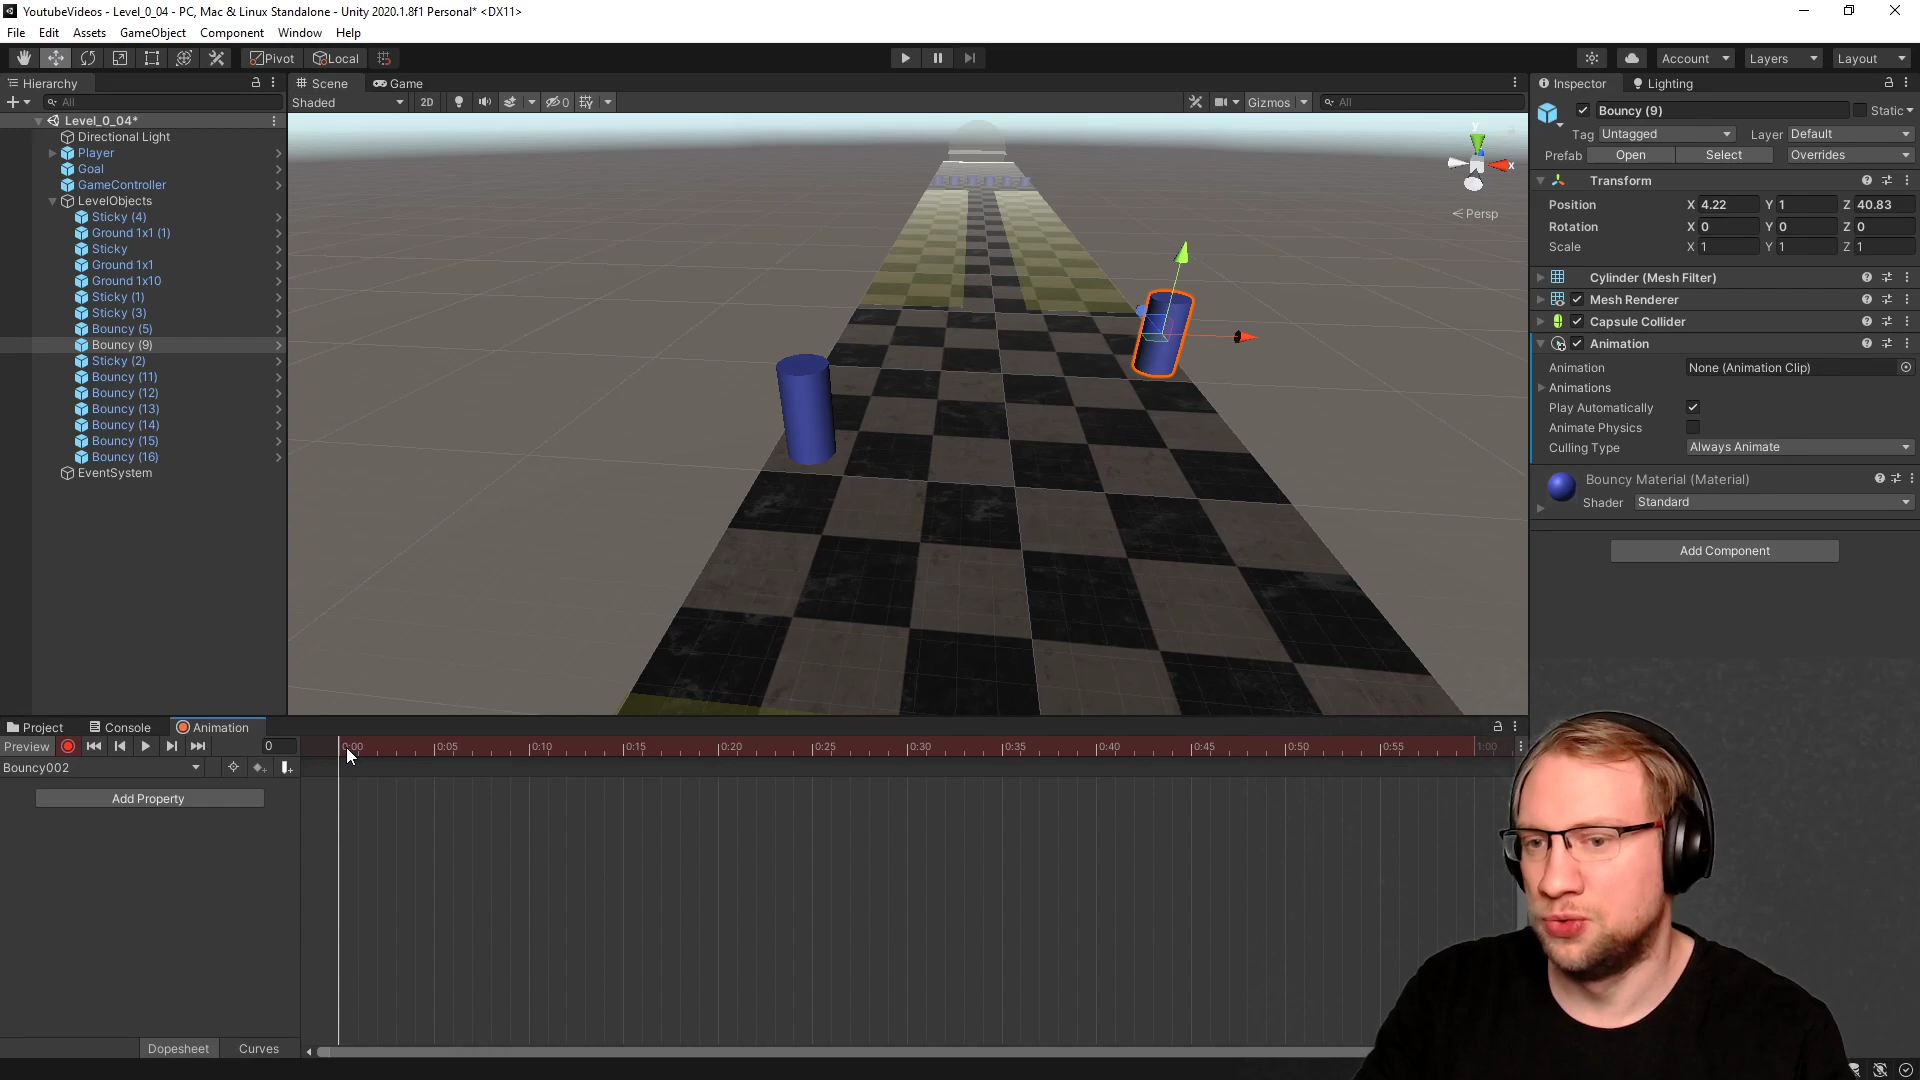 YoutubeVideos - Level_0_04 - PC, Mac & Linux Standalone - Unity 2020.1.8f1 Personal* <DX11>
File Edit Assets GameObject Component Window Help
Pivot Local Account Layers Layout
Hierarchy
All
Level_0_04*
Directional Light
Player
Goal
GameController
LevelObjects
Sticky (4)
Ground 1x1 (1)
Sticky
Ground 1x1
Ground 1x10
Sticky (1)
Sticky (3)
Bouncy (5)
Bouncy (9)
Sticky (2)
Bouncy (11)
Bouncy (12)
Bouncy (13)
Bouncy (14)
Bouncy (15)
Bouncy (16)
EventSystem
Scene Game
Shaded 2D 0 Gizmos All
y
x
< Persp
Inspector Lighting
Bouncy (9) Static
Tag Untagged Layer Default
Prefab Open Select Overrides
Transform
Position X 4.22 Y 1 Z 40.83
Rotation X 0 Y 0 Z 0
Scale X 1 Y 1 Z 1
Cylinder (Mesh Filter)
Mesh Renderer
Capsule Collider
Animation
Animation None (Animation Clip)
Animations
Play Automatically
Animate Physics
Culling Type Always Animate
Bouncy Material (Material)
Shader Standard
Add Component
Project Console Animation
Preview 0 0:00 0:05 0:10 0:15 0:20 0:25 0:30 0:35 0:40 0:45 0:50 0:55 1:00
Bouncy002
Add Property
Dopesheet Curves